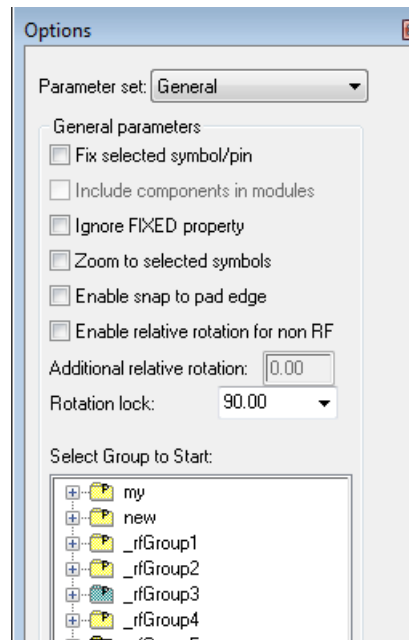 Options
Parameter set: General
General parameters
Fix selected symbol/pin
Include components in modules
Ignore FIXED property
Zoom to selected symbols
Enable snap to pad edge
Enable relative rotation for non RF
Additional relative rotation: 0.00
Rotation lock: 90.00
Select Group to Start:
P my
P new
P _rfGroup1
P _rfGroup2
P _rfGroup3
P _rfGroup4